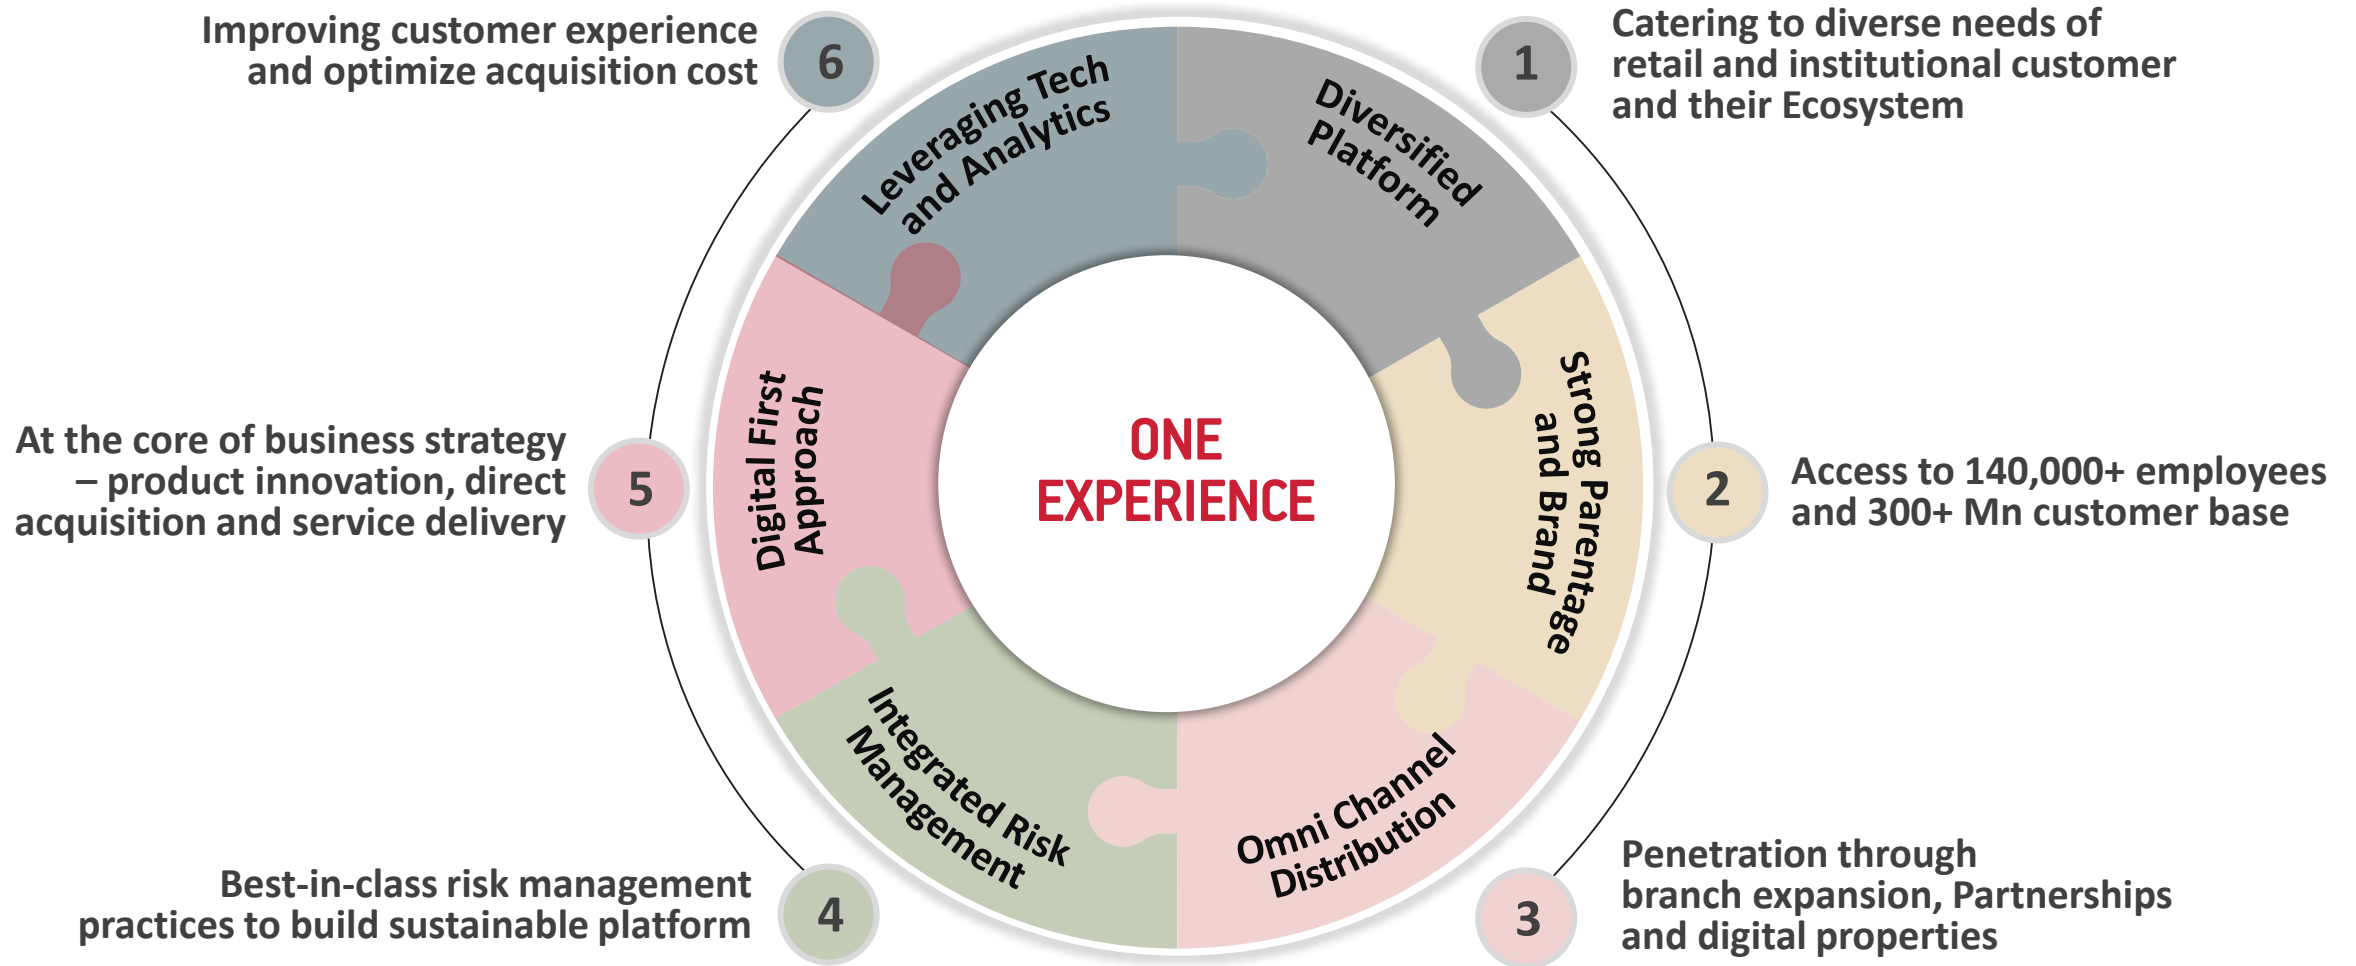 Improving customer experience
and optimize acquisition cost
6
Leveraging Tech
and Analytics
1
Catering to diverse needs of
retail and institutional customer
and their Ecosystem
Diversified
Platform
2
Access to 140,000+ employees
and 300+ Mn customer base
Strong Parentage
and Brand
3
Penetration through
branch expansion, Partnerships
and digital properties
Omni Channel
Distribution
4
Best-in-class risk management
practices to build sustainable platform
Integrated Risk
Management
5
At the core of business strategy
– product innovation, direct
acquisition and service delivery
Digital First
Approach
ONE
EXPERIENCE